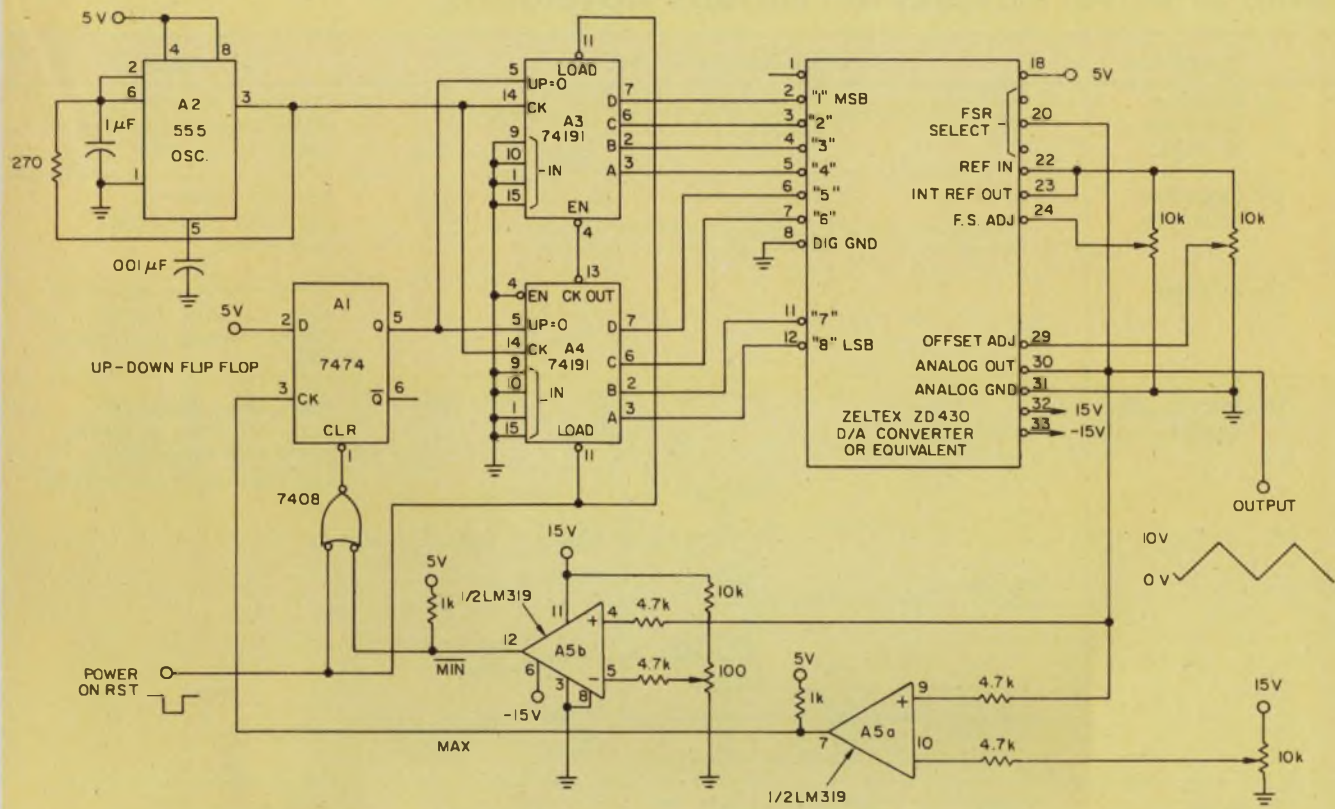 5V
4
8
2
6
A2
3
1µF
555
OSC.
270
1
5
001µF
11
LOAD
5
UP=0
D
7
14
CK
C
6
A3
74191
B
2
9
A
3
10
-IN
1
15
EN
4
13
4
EN
CK OUT
5
UP=0
D
7
14
CK
A4
74191
C
6
9
B
2
10
-IN
A
3
1
15
LOAD
11
A1
5V
2
D
Q
5
7474
UP-DOWN FLIP FLOP
3
CK
Q
6
CLR
1
7408
1
18
5V
2
"1" MSB
FSR
SELECT
20
3
"2"
4
"3"
5
"4"
REF IN
22
6
"5"
INT REF OUT
23
7
"6"
F.S. ADJ
24
8
DIG GND
10k
10k
11
"7"
12
"8" LSB
OFFSET ADJ
29
ANALOG OUT
30
ANALOG GND
31
32
15V
33
-15V
ZELTEX ZD430
D/A CONVERTER
OR EQUIVALENT
OUTPUT
10V
0V
15V
5V
1k
1/2LM319
11
10k
4
+
4.7k
12
A5b
MIN
6
5
-
4.7k
100
3
8
-15V
POWER
ON RST
MAX
5V
1k
9
+
4.7k
15V
7
A5a
10
4.7k
10k
1/2LM319